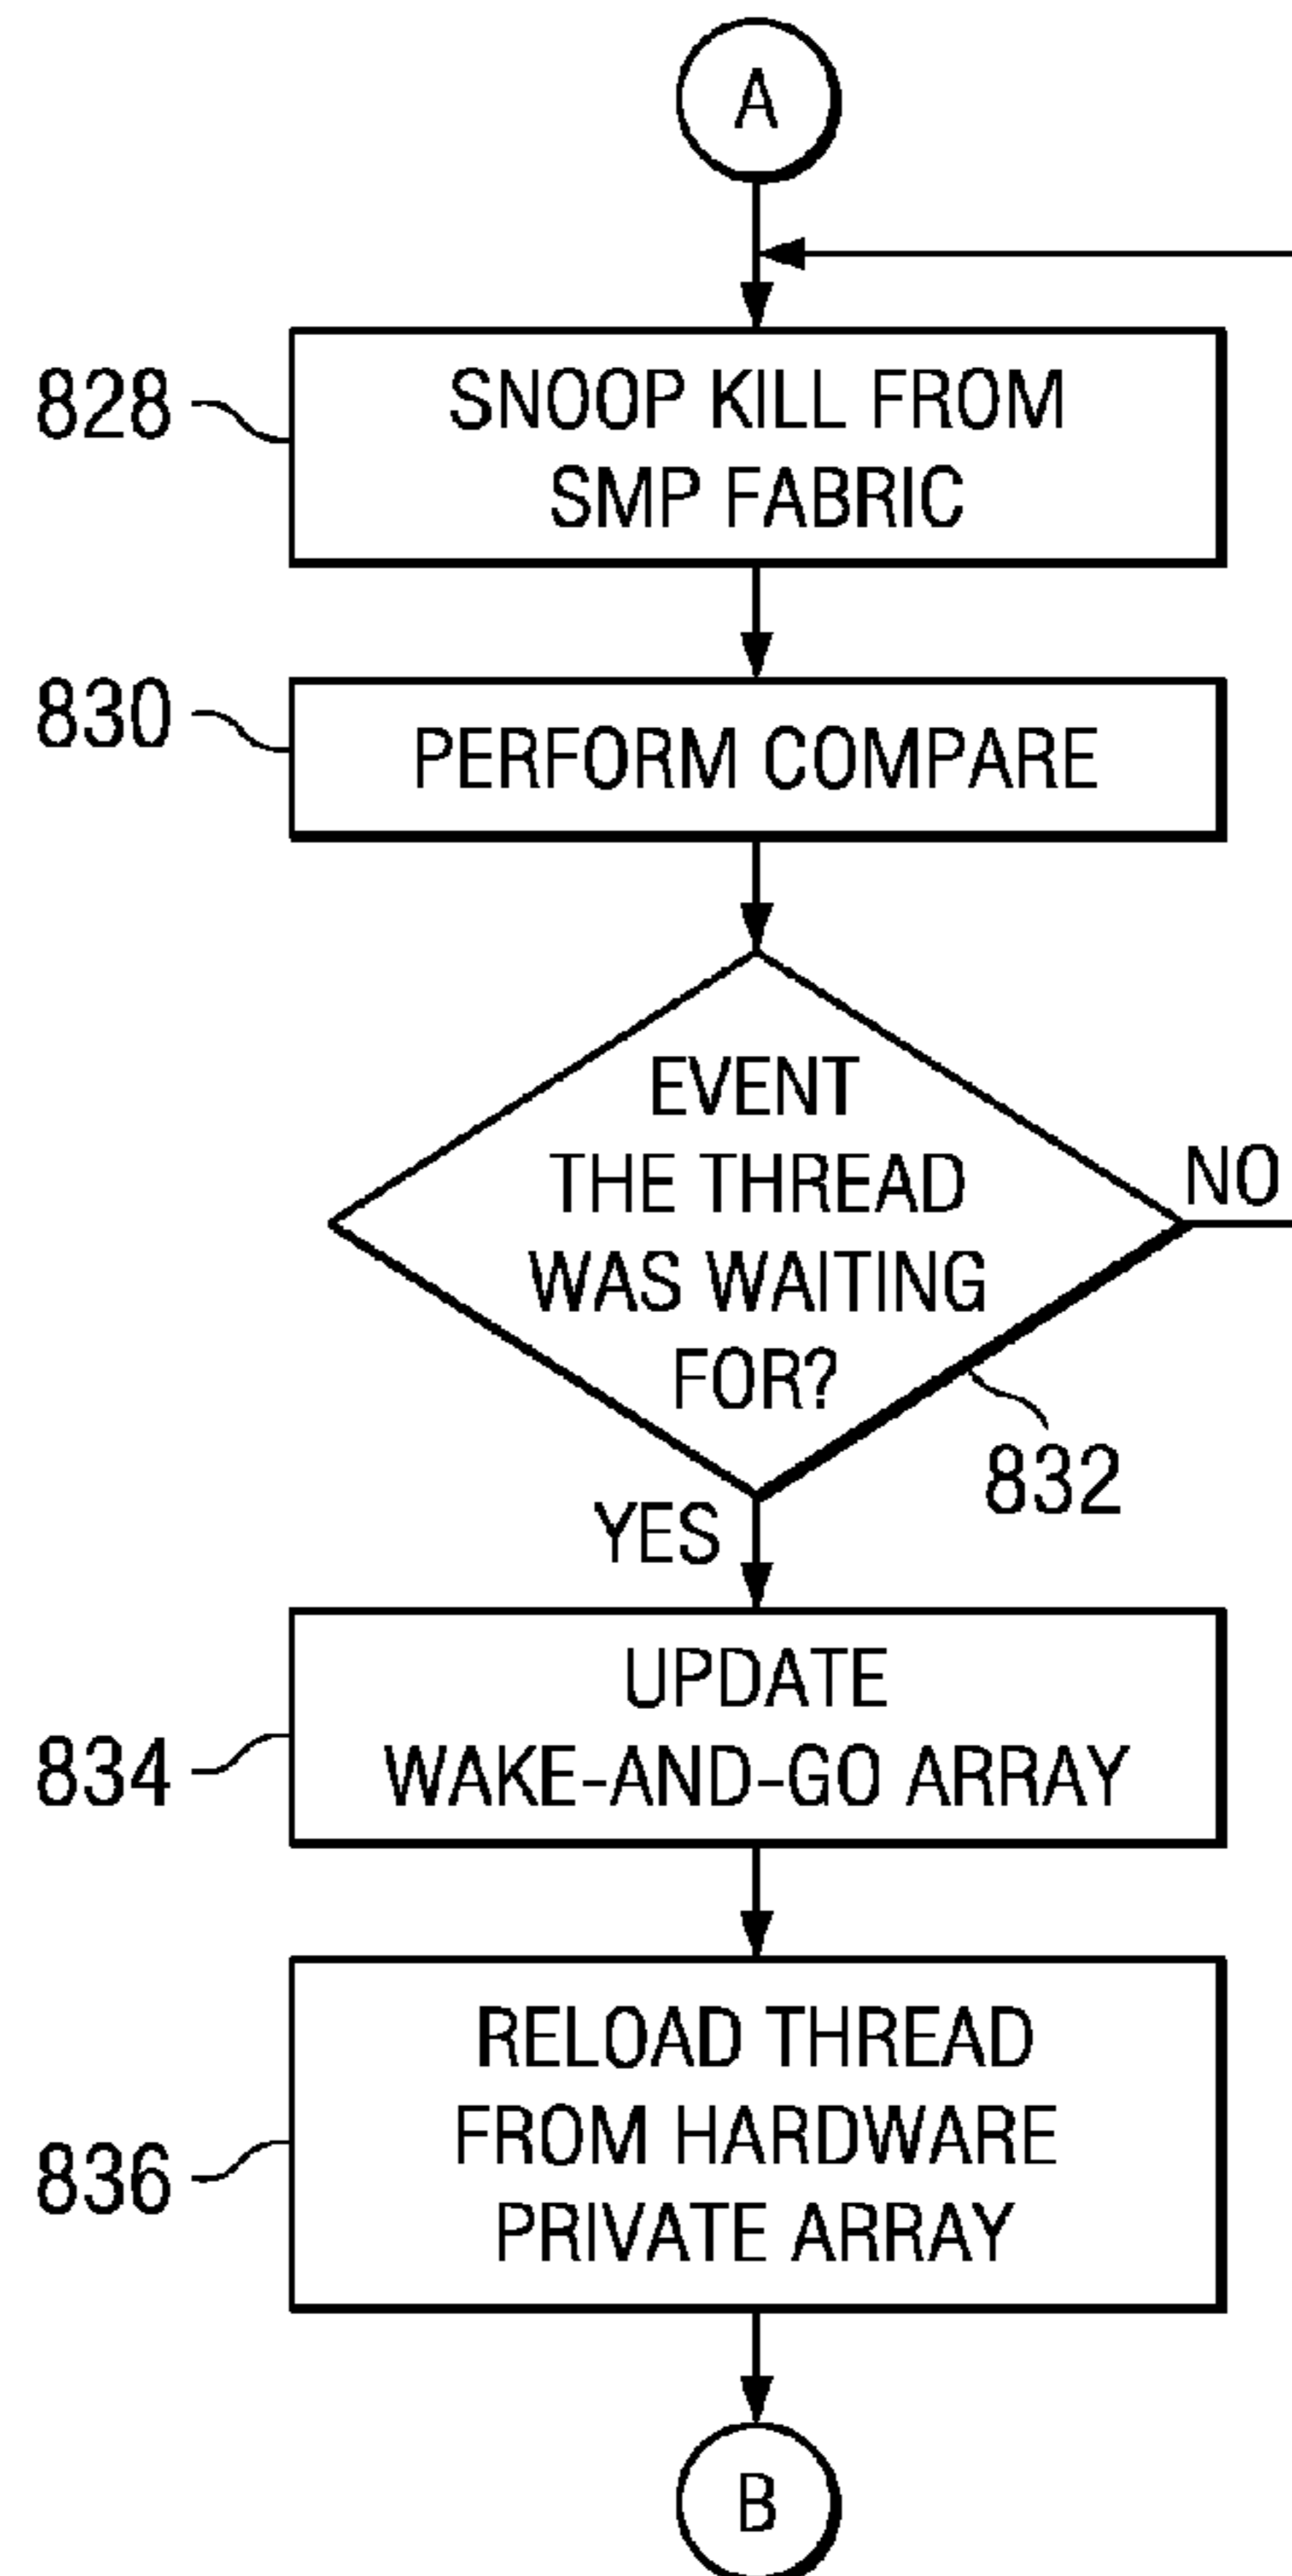 A
828
SNOOP KILL FROM
SMP FABRIC
830
PERFORM COMPARE
EVENT
THE THREAD
WAS WAITING
FOR?
NO
832
YES
834
UPDATE
WAKE-AND-GO ARRAY
836
RELOAD THREAD
FROM HARDWARE
PRIVATE ARRAY
B